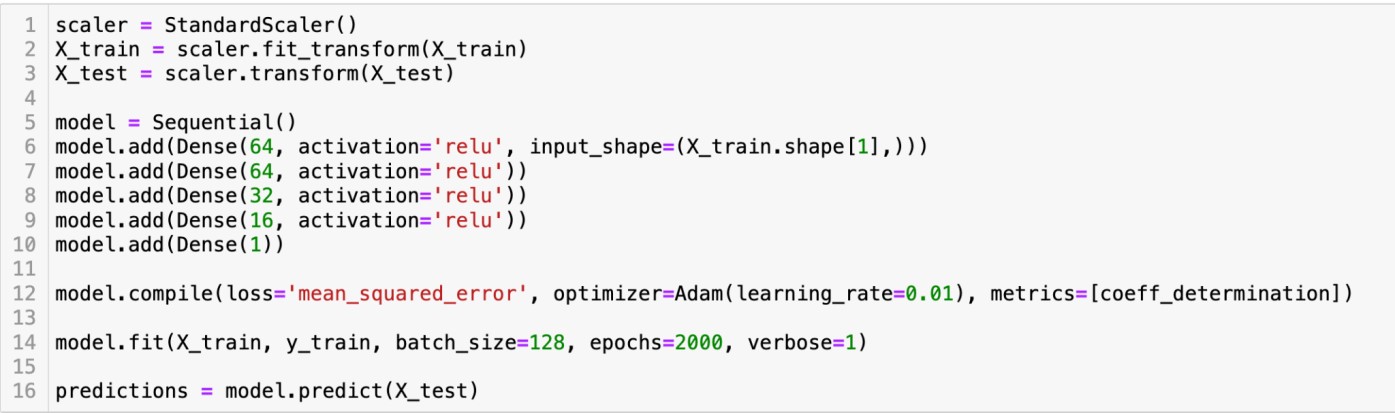 1 scaler = StandardScaler()
2 X_train = scaler.fit_transform(X_train)
3 X_test = scaler.transform(X_test)
4
5 model = Sequential()
6 model.add(Dense(64, activation='relu', input_shape=(X_train.shape[1],)))
7 model.add(Dense(64, activation='relu'))
8 model.add(Dense(32, activation='relu'))
9 model.add(Dense(16, activation='relu'))
10 model.add(Dense(1))
11
12 model.compile(loss='mean_squared_error', optimizer=Adam(learning_rate=0.01), metrics=[coeff_determination])
13
14 model.fit(X_train, y_train, batch_size=128, epochs=2000, verbose=1)
15
16 predictions = model.predict(X_test)